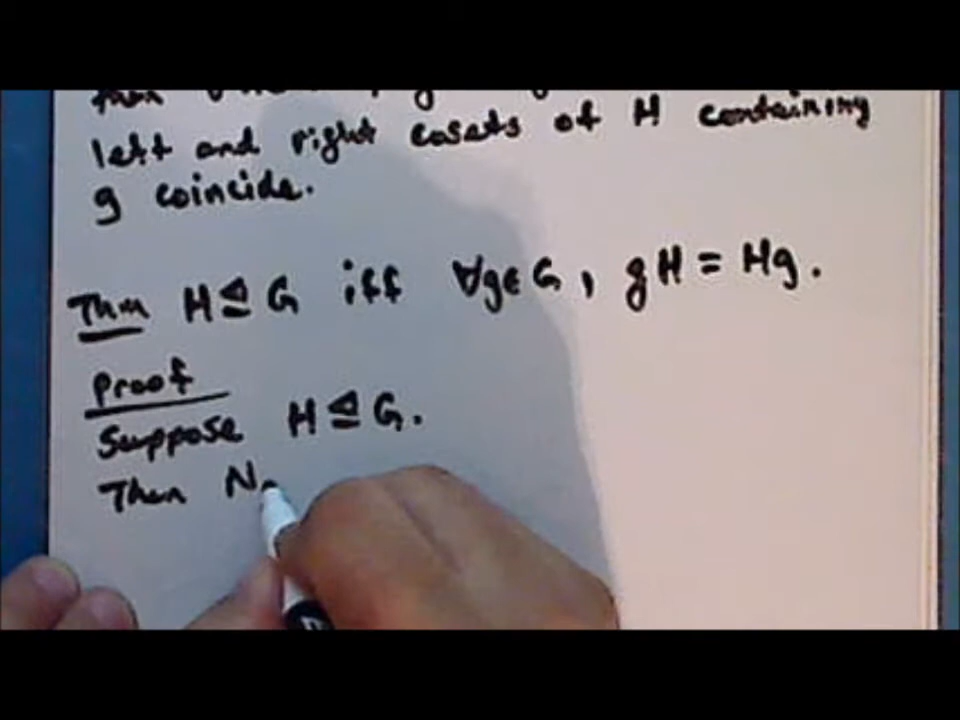 left and right cosets of H containing
g coincide.
Thm H ⊴ G iff ∀g∈G, gH = Hg.
Proof
Suppose H ⊴ G.
Then N